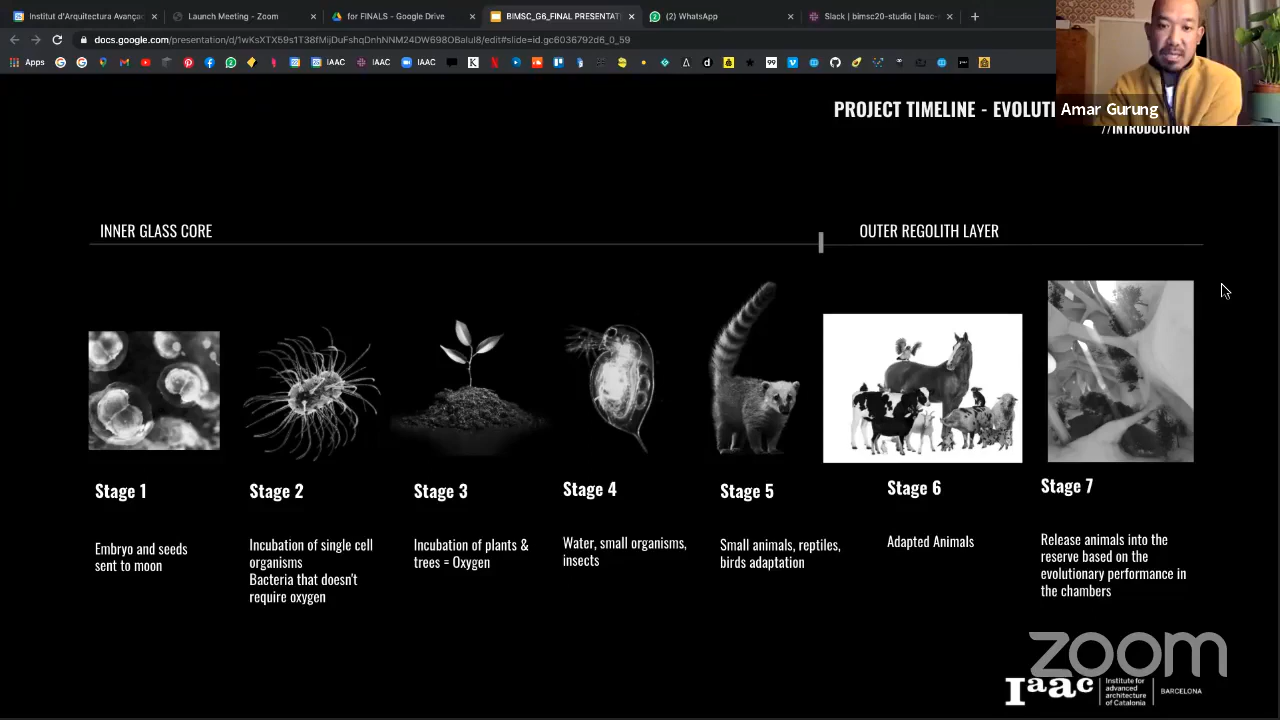 Institut d'Arquitectura Avança
Launch Meeting - Zoom
for FINALS - Google Drive
BIMSC_G6_FINAL PRESENTATI
(2) WhatsApp
Slack | bimsc20-studio | Iaac-
docs.google.com/presentation/d/1wKsXTX59s1T38fMijDuFshqDnhNNM24DW698OBaIuI8/edit#slide=id.gc6036792d6_0_59
Apps
IAAC
IAAC
IAAC
Amar Gurung
PROJECT TIMELINE - EVOLUTI
//INTRODUCTION
INNER GLASS CORE
OUTER REGOLITH LAYER
Stage 1
Embryo and seeds
sent to moon
Stage 2
Incubation of single cell
organisms
Bacteria that doesn't
require oxygen
Stage 3
Incubation of plants &
trees = Oxygen
Stage 4
Water, small organisms,
insects
Stage 5
Small animals, reptiles,
birds adaptation
Stage 6
Adapted Animals
Stage 7
Release animals into the
reserve based on the
evolutionary performance in
the chambers
zoom
Iaac
Institute for
advanced
architecture
of Catalonia
BARCELONA